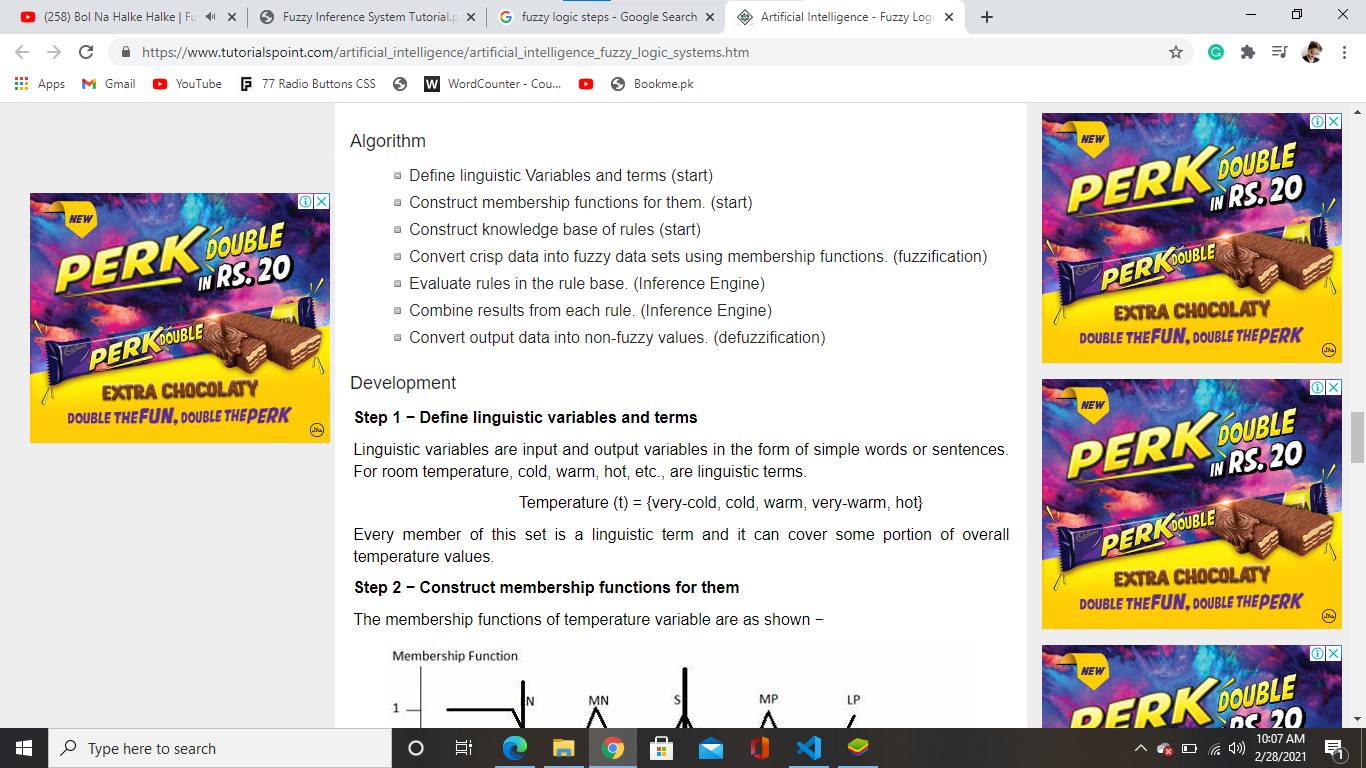 (258) Bol Na Halke Halke | Fu
Fuzzy Inference System Tutorial.p
fuzzy logic steps - Google Search
Artificial Intelligence - Fuzzy Logi
https://www.tutorialspoint.com/artificial_intelligence/artificial_intelligence_fuzzy_logic_systems.htm
Apps
Gmail
YouTube
77 Radio Buttons CSS
WordCounter - Cou...
Bookme.pk
Algorithm
Define linguistic Variables and terms (start)
Construct membership functions for them. (start)
Construct knowledge base of rules (start)
Convert crisp data into fuzzy data sets using membership functions. (fuzzification)
Evaluate rules in the rule base. (Inference Engine)
Combine results from each rule. (Inference Engine)
Convert output data into non-fuzzy values. (defuzzification)
Development
Step 1 − Define linguistic variables and terms
Linguistic variables are input and output variables in the form of simple words or sentences.
For room temperature, cold, warm, hot, etc., are linguistic terms.
Temperature (t) = {very-cold, cold, warm, very-warm, hot}
Every member of this set is a linguistic term and it can cover some portion of overall
temperature values.
Step 2 − Construct membership functions for them
The membership functions of temperature variable are as shown −
Membership Function
N
MN
S
MP
LP
1
NEW
PERK DOUBLE
IN RS. 20
Cadbury
PERK DOUBLE
EXTRA CHOCOLATY
DOUBLE THE FUN, DOUBLE THE PERK
NEW
PERK DOUBLE
IN RS. 20
Cadbury
PERK DOUBLE
EXTRA CHOCOLATY
DOUBLE THE FUN, DOUBLE THE PERK
NEW
PERK DOUBLE
IN RS. 20
Cadbury
PERK DOUBLE
EXTRA CHOCOLATY
DOUBLE THE FUN, DOUBLE THE PERK
NEW
PERK DOUBLE
RS. 20
Type here to search
10:07 AM
2/28/2021
1